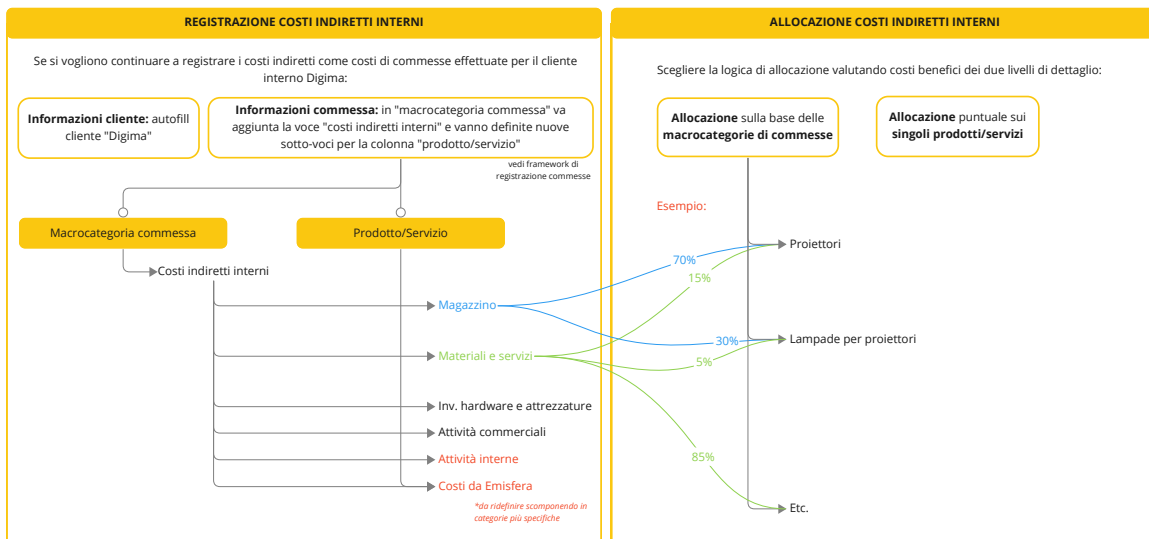 REGISTRAZIONE COSTI INDIRETTI INTERNI
Se si vogliono continuare a registrare i costi indiretti come costi di commesse effettuate per il cliente
interno Digima:
Informazioni cliente: autofill
cliente "Digima"
Informazioni commessa: in "macrocategoria commessa" va
aggiunta la voce "costi indiretti interni" e vanno definite nuove
sotto-voci per la colonna "prodotto/servizio"
vedi framework di
registrazione commesse
Macrocategoria commessa
Prodotto/Servizio
Costi indiretti interni
Magazzino
Materiali e servizi
Inv. hardware e attrezzature
Attività commerciali
Attività interne
Costi da Emisfera
*da ridefinire scomponendo in
categorie più specifiche
ALLOCAZIONE COSTI INDIRETTI INTERNI
Scegliere la logica di allocazione valutando costi benefici dei due livelli di dettaglio:
Allocazione sulla base delle
macrocategorie di commesse
Allocazione puntuale sui
singoli prodotti/servizi
Esempio:
Proiettori
70%
15%
30%
Lampade per proiettori
5%
85%
Etc.